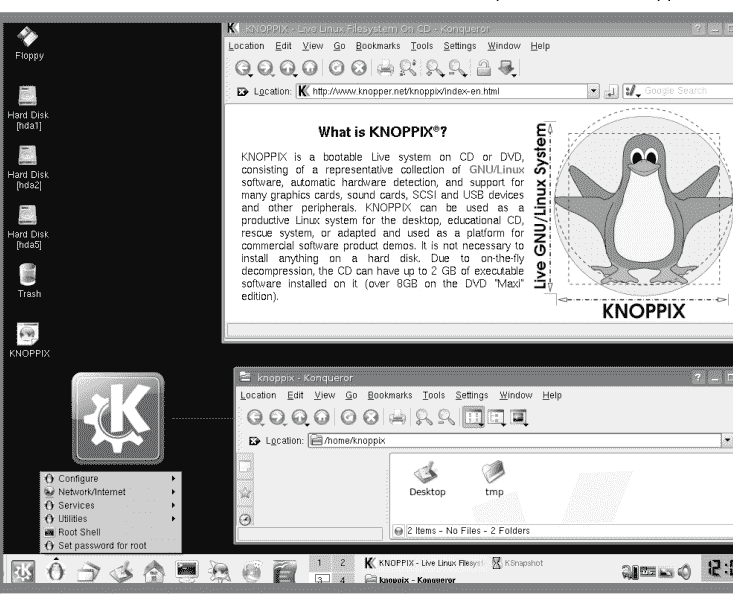 KNOPPIX - Live Linux Filesystem On CD - Konqueror
Location Edit View Go Bookmarks Tools Settings Window Help
Location: http://www.knopper.net/knoppix/index-en.html
Google Search
Floppy
Hard Disk
[hda1]
Hard Disk
[hda2]
Hard Disk
[hda5]
Trash
KNOPPIX
What is KNOPPIX®?
KNOPPIX is a bootable Live system on CD or DVD,
consisting of a representative collection of GNU/Linux
software, automatic hardware detection, and support for
many graphics cards, sound cards, SCSI and USB devices
and other peripherals. KNOPPIX can be used as a
productive Linux system for the desktop, educational CD,
rescue system, or adapted and used as a platform for
commercial software product demos. It is not necessary to
install anything on a hard disk. Due to on-the-fly
decompression, the CD can have up to 2 GB of executable
software installed on it (over 8GB on the DVD "Maxi"
edition).
Live GNU/Linux System
KNOPPIX
knoppix - Konqueror
Location Edit View Go Bookmarks Tools Settings Window Help
Location: /home/knoppix
Desktop
tmp
2 Items - No Files - 2 Folders
Configure
Network/Internet
Services
Utilities
Root Shell
Set password for root
1 2
3 4
KNOPPIX - Live Linux Filesyst
KSnapshot
knoppix - Konqueror